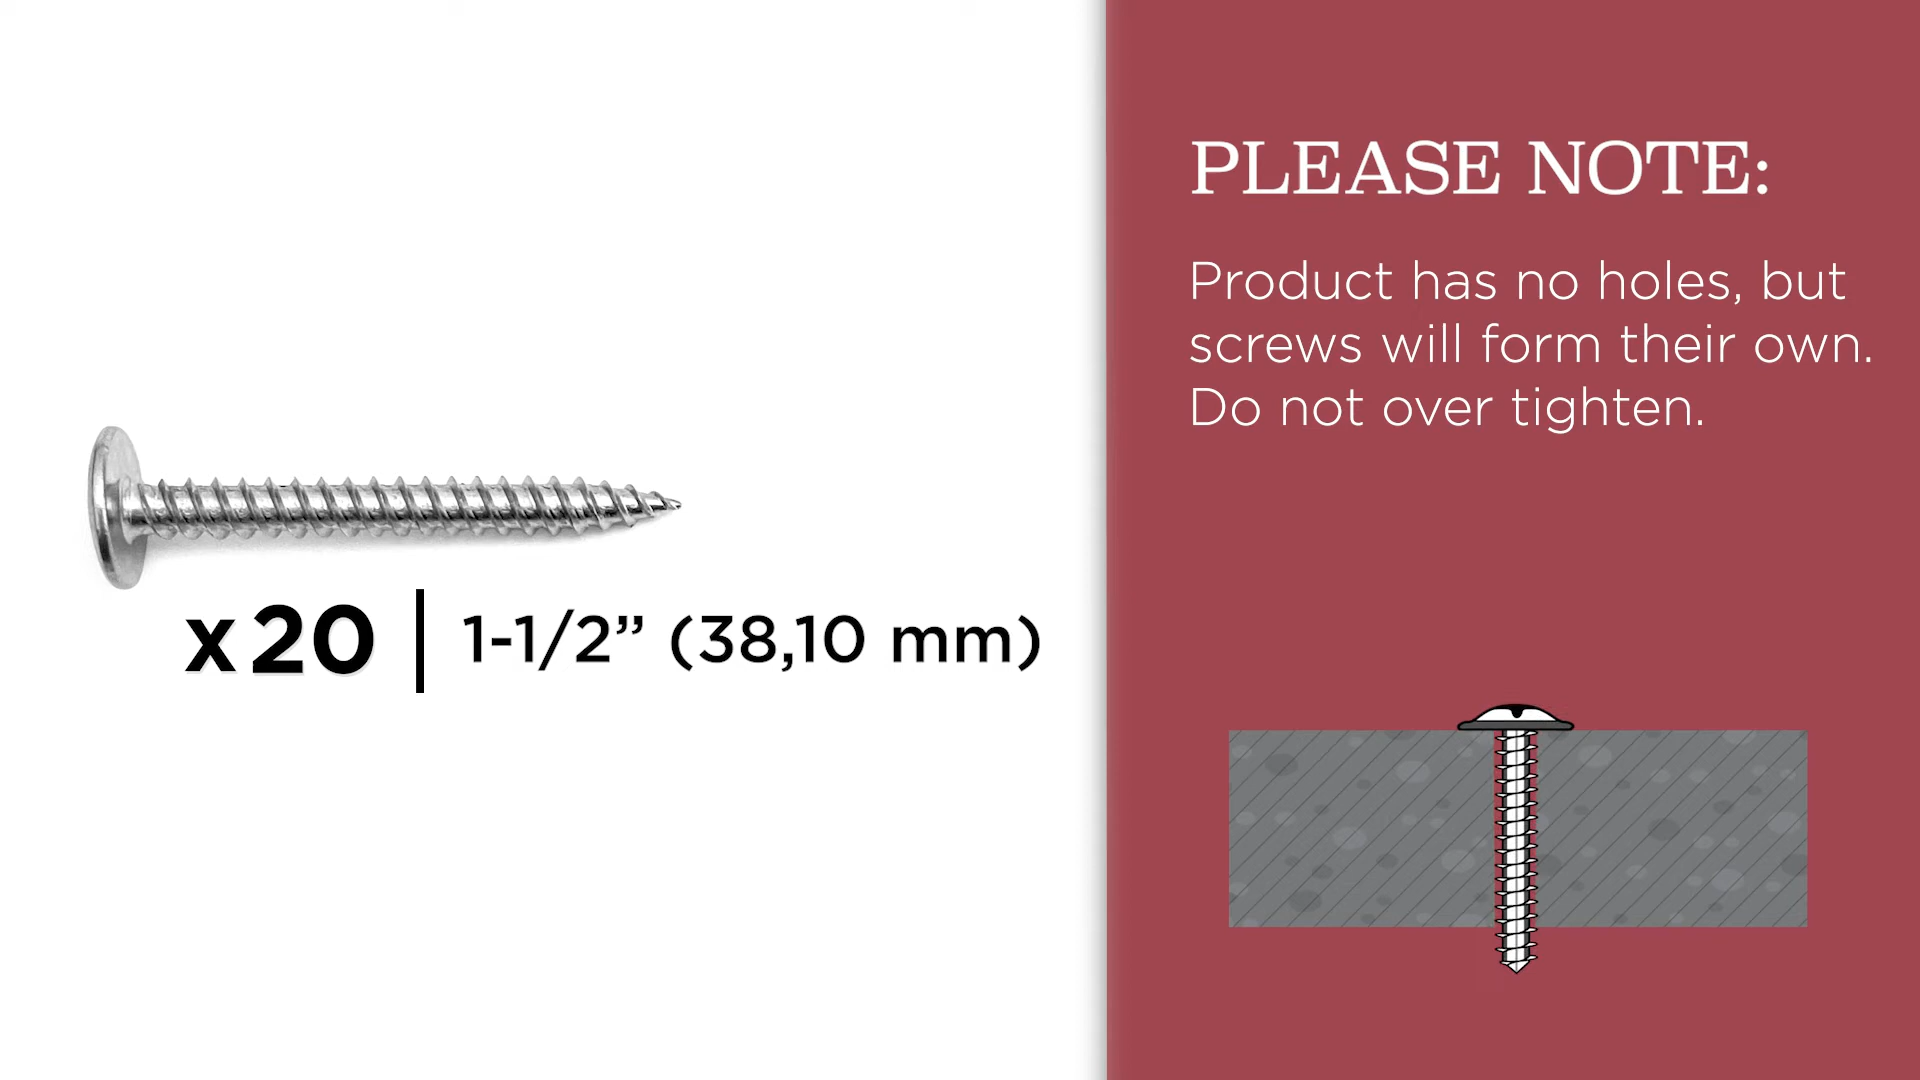 x20 | 1-1/2” (38,10 mm)
PLEASE NOTE:
Product has no holes, but
screws will form their own.
Do not over tighten.